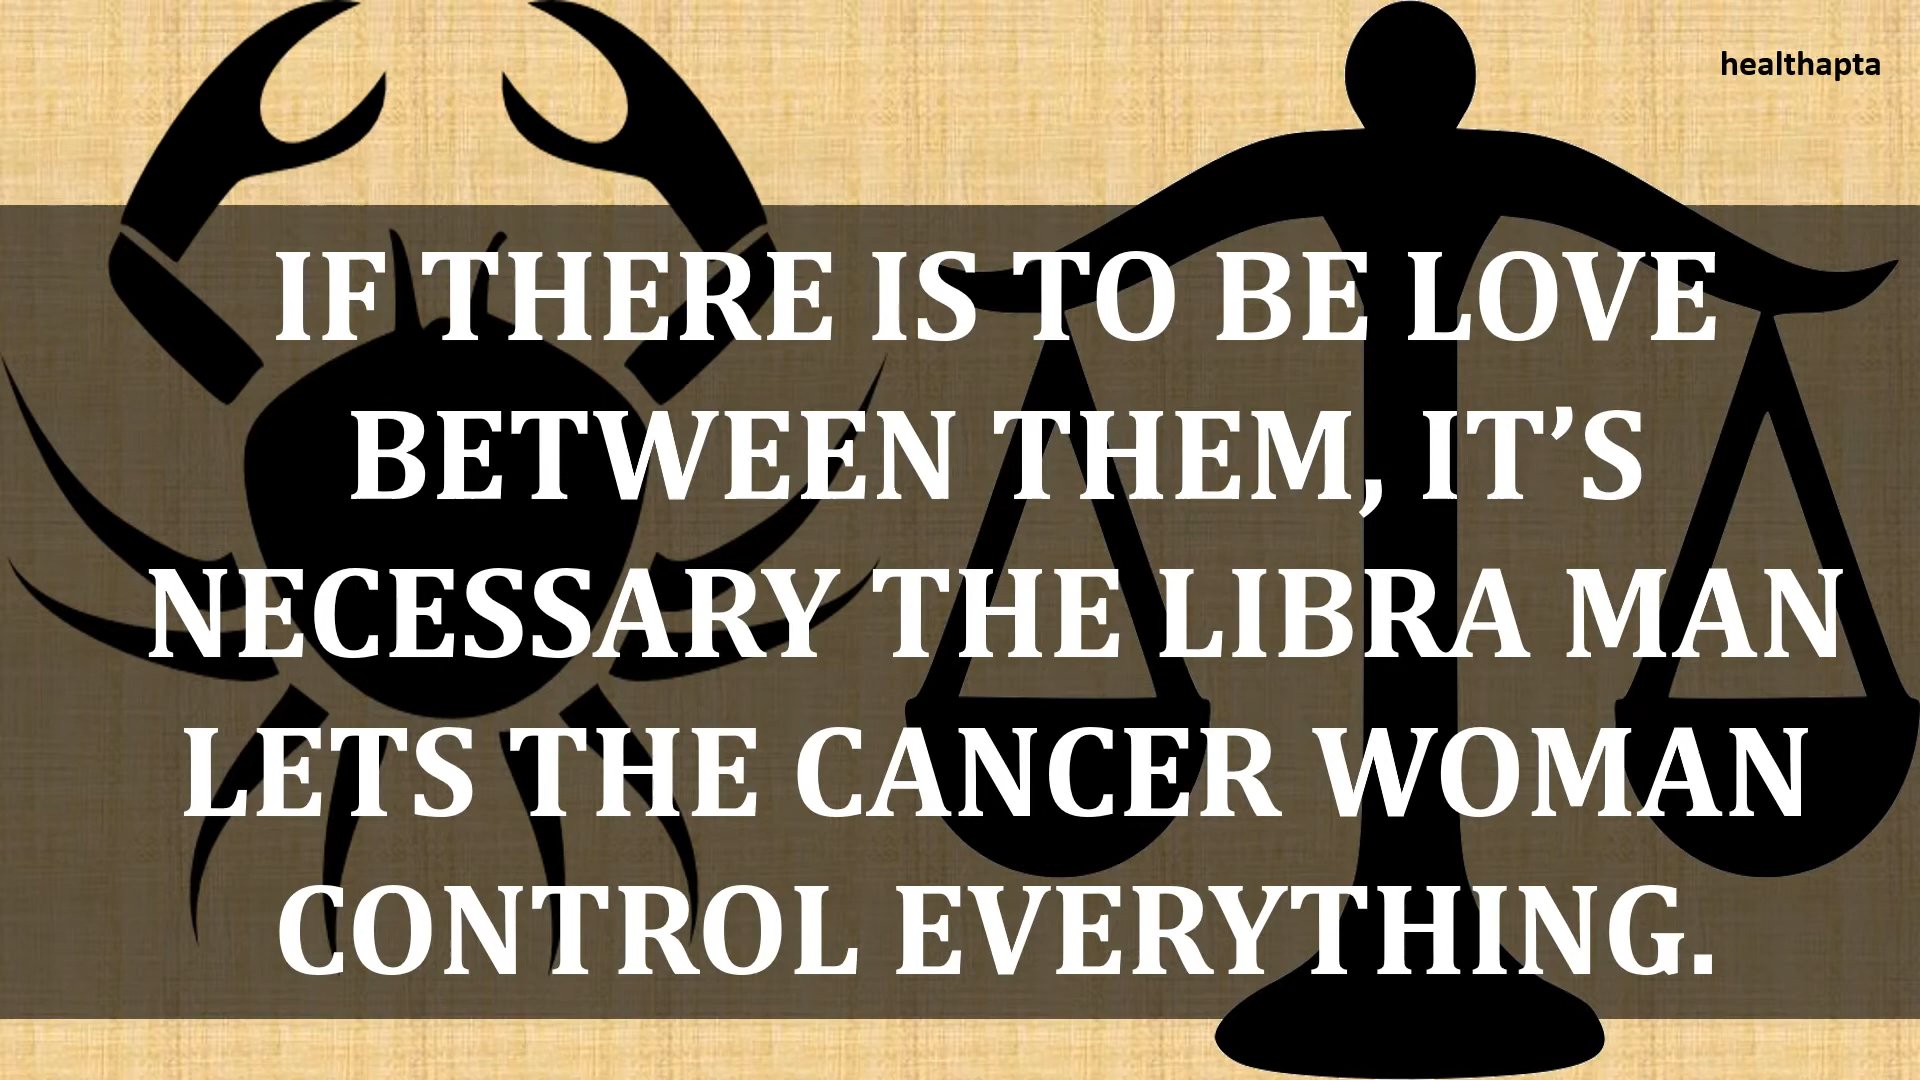 healthapta
IF THERE IS TO BE LOVE
BETWEEN THEM, IT’S
NECESSARY THE LIBRA MAN
LETS THE CANCER WOMAN
CONTROL EVERYTHING.